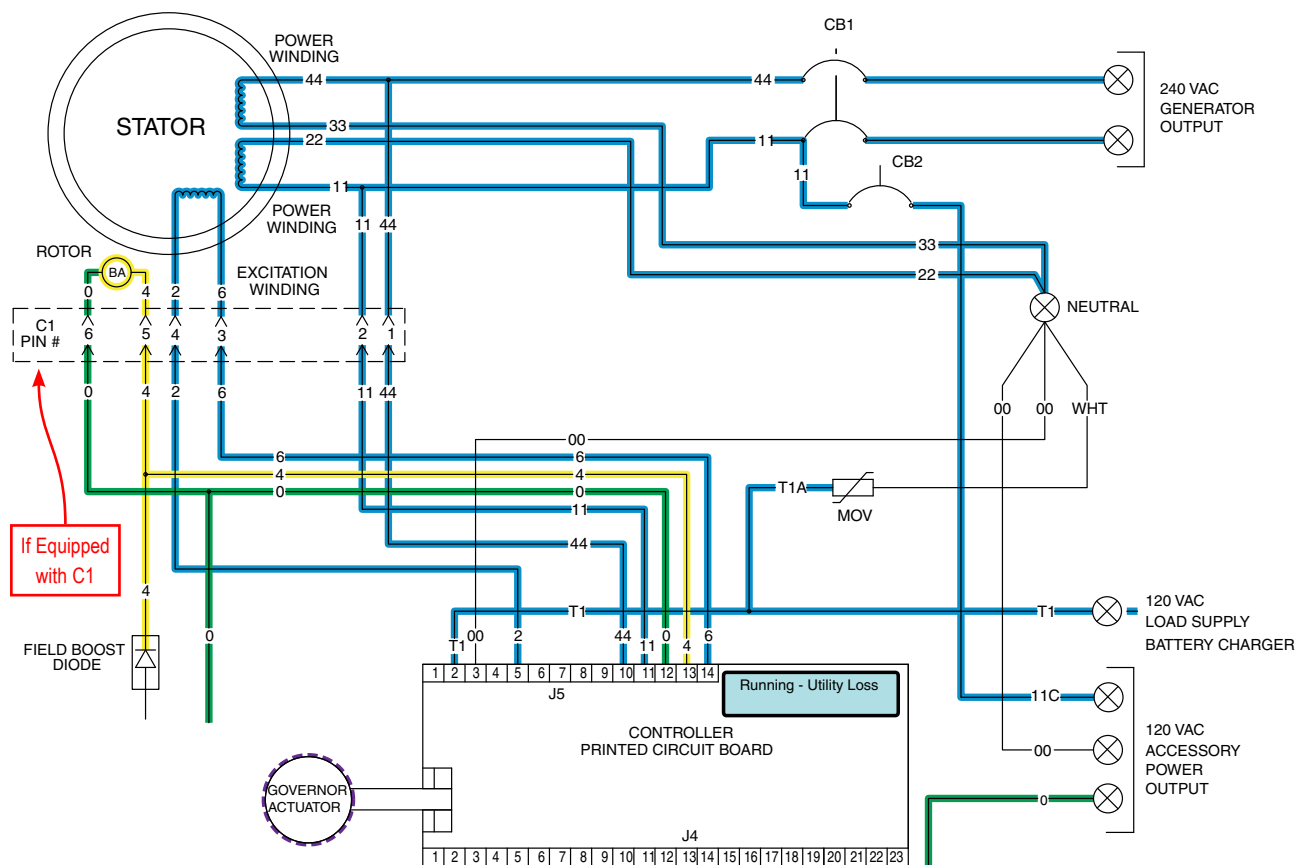 POWER
WINDING
CB1
44
44
240 VAC
GENERATOR
OUTPUT
STATOR
33
22
11
11
CB2
11
POWER
WINDING
11
44
33
22
ROTOR
BA
EXCITATION
WINDING
0
4
2
6
NEUTRAL
C1
PIN #
6
5
4
3
2
1
0
4
2
6
11
44
00
00
WHT
00
6
6
4
4
0
0
T1A
MOV
11
44
If Equipped
with C1
4
0
T1
T1
120 VAC
LOAD SUPPLY
BATTERY CHARGER
FIELD BOOST
DIODE
T1
00
2
44
11
0
4
6
1 2 3 4 5 6 7 8 9 10 11 12 13 14
J5
Running - Utility Loss
11C
CONTROLLER
PRINTED CIRCUIT BOARD
120 VAC
ACCESSORY
POWER
OUTPUT
00
0
GOVERNOR
ACTUATOR
J4
1 2 3 4 5 6 7 8 9 10 11 12 13 14 15 16 17 18 19 20 21 22 23